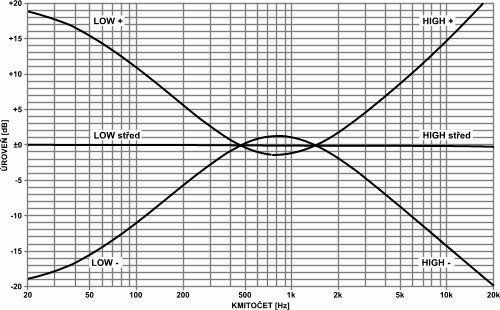 +20
+15
+10
+5
±0
-5
-10
-15
-20
ÚROVEŇ [dB]
LOW +
HIGH +
LOW střed
HIGH střed
LOW -
HIGH -
20
50
100
200
500
1k
2k
5k
10k
20k
KMITOČET [Hz]